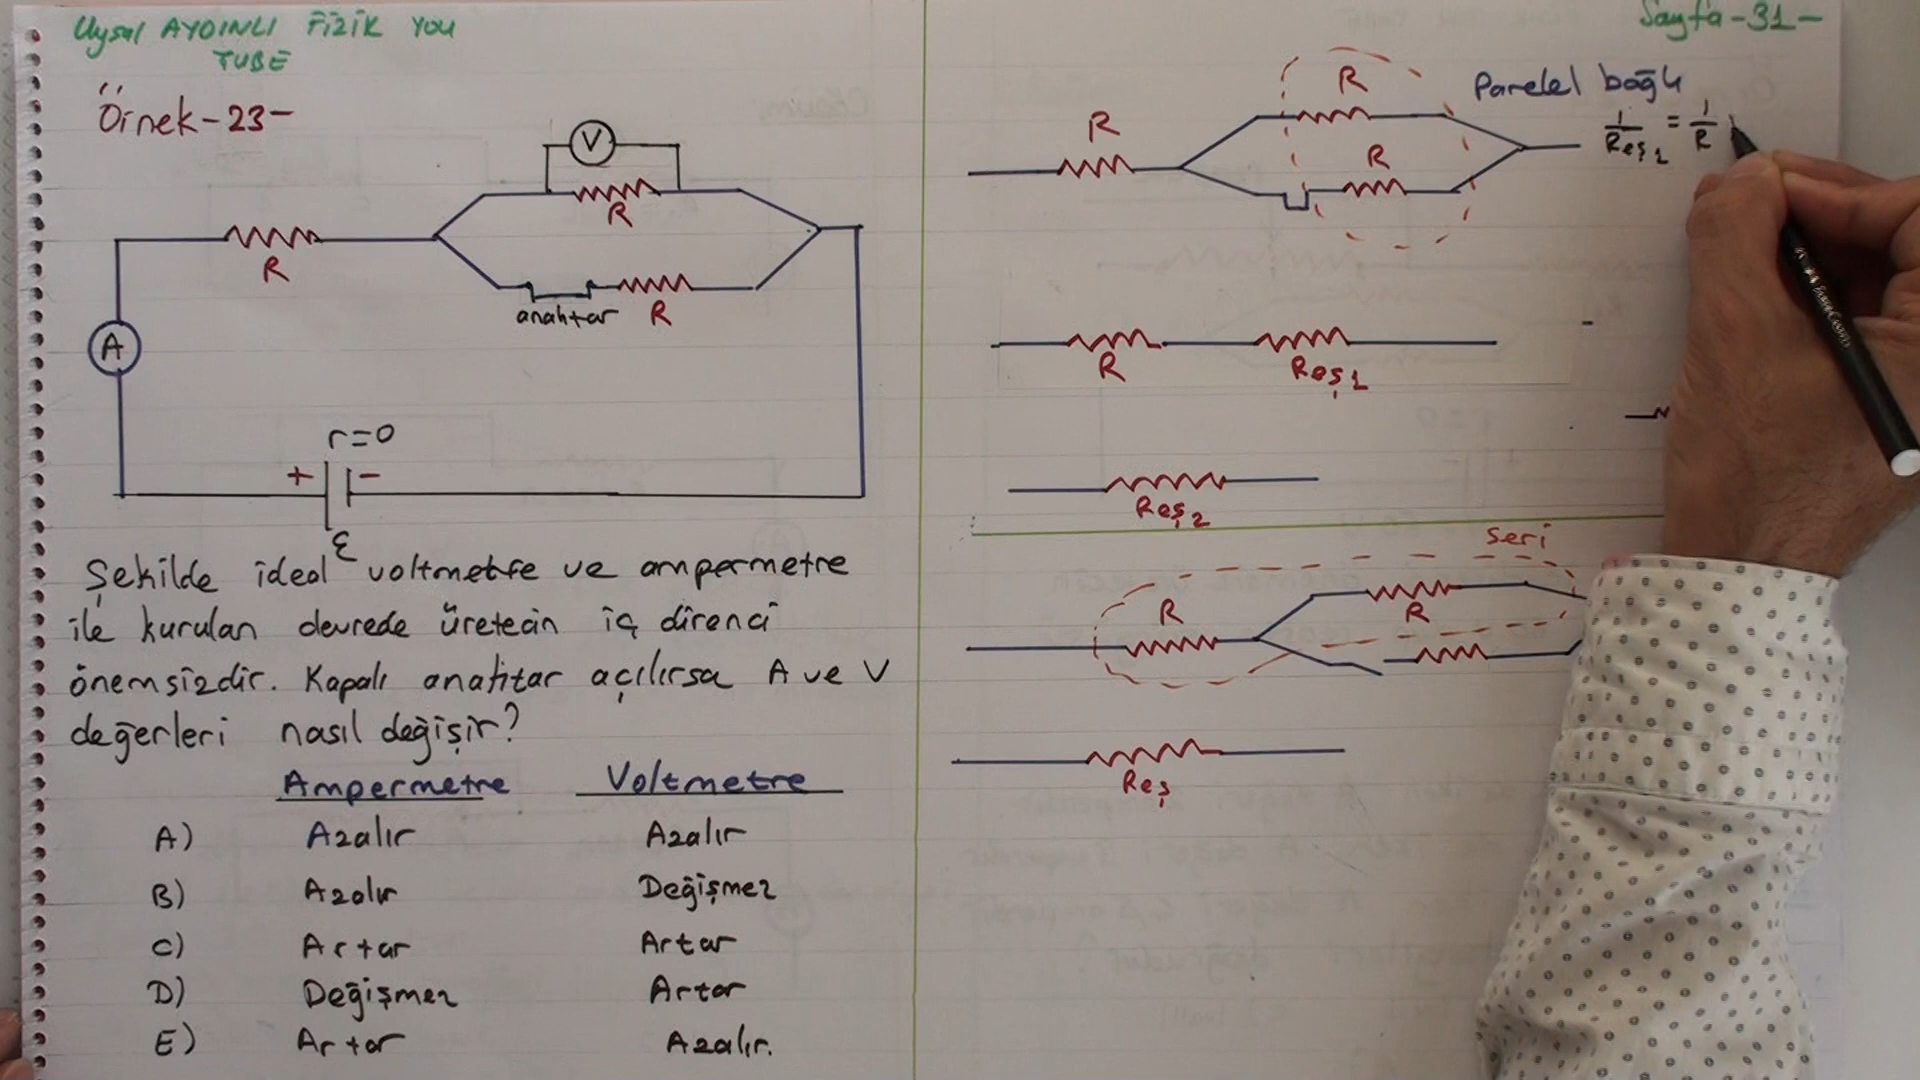 Uysal AYDINLI FİZİK YOU
TUBE
Örnek-23-
V
R
R
anahtar R
A
r=0
+ -
ε
Şekilde ideal voltmetre ve ampermetre
ile kurulan devrede üretecin iç direnci
önemsizdir. Kapalı anahtar açılırsa A ve V
değerleri nasıl değişir?
Ampermetre Voltmetre
A) Azalır Azalır
B) Azalır Değişmez
C) Artar Artar
D) Değişmez Artar
E) Artar Azalır.
Sayfa-31-
R
Paralel bağlı
R
R
1/Reş1 = 1/R
R Reş1
Reş2
Seri
R R
Reş